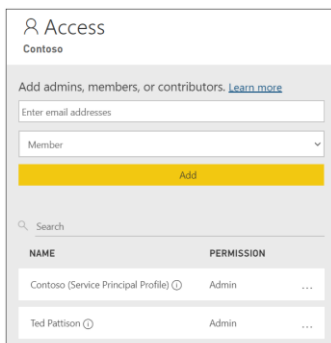 Access
Contoso
Add admins, members, or contributors. Learn more
Enter email addresses
Member
Add
Search
NAME PERMISSION
Contoso (Service Principal Profile) Admin ...
Ted Pattison Admin ...